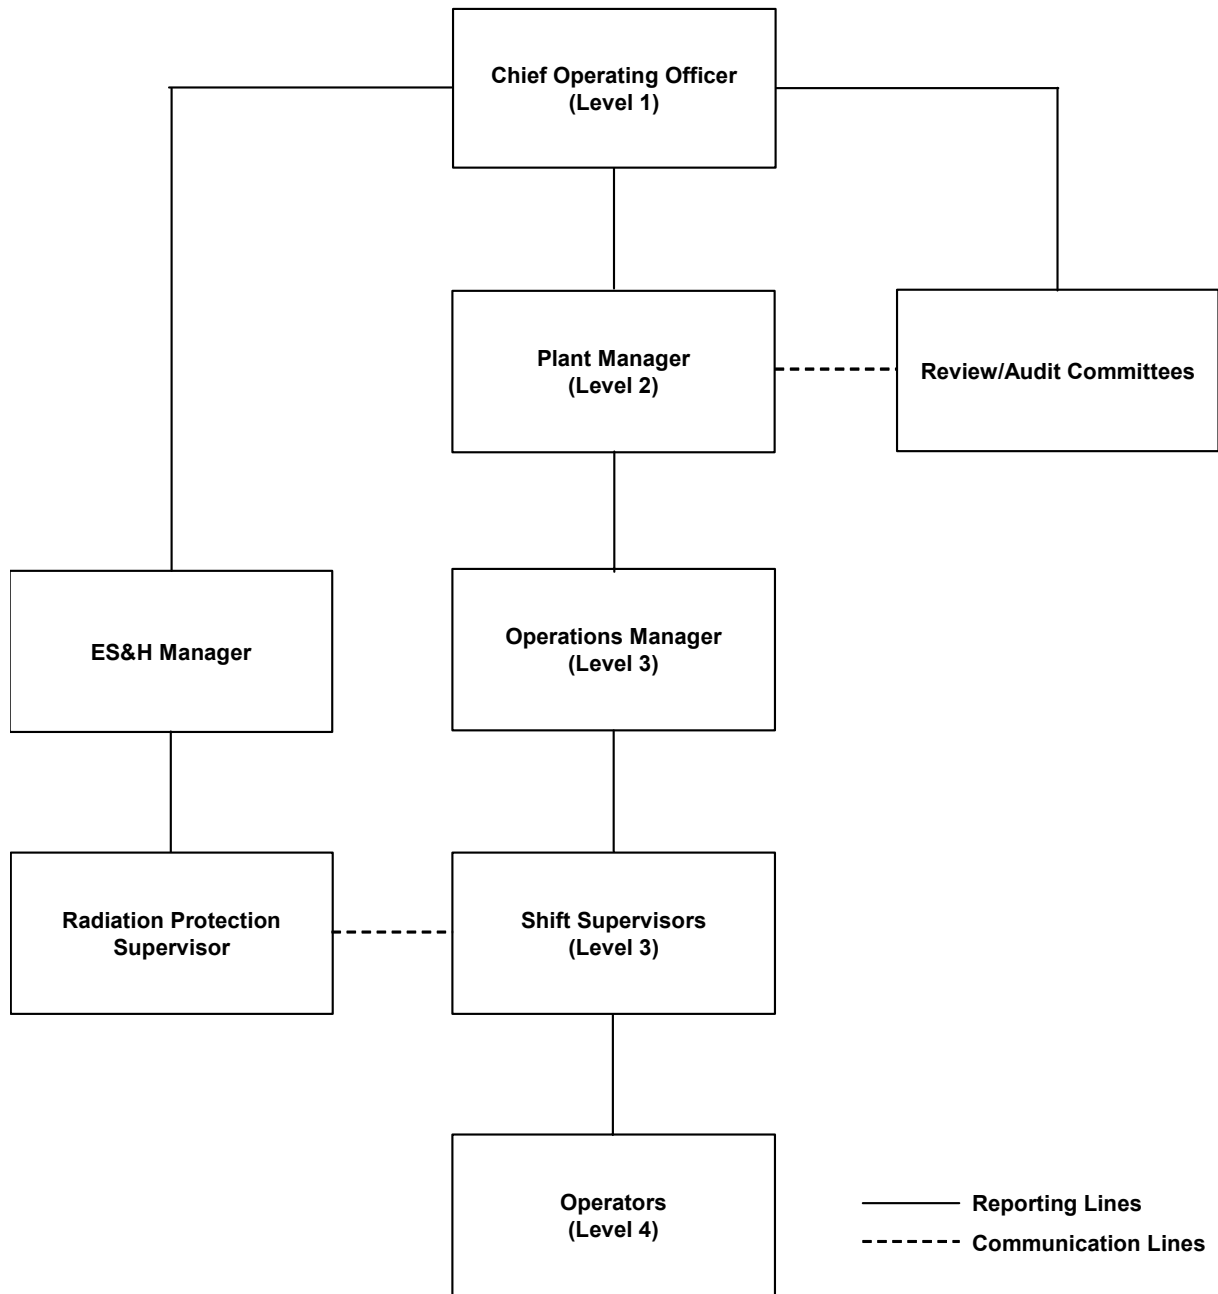 Chief Operating Officer
(Level 1)
Plant Manager
(Level 2)
Review/Audit Committees
ES&H Manager
Operations Manager
(Level 3)
Radiation Protection
Supervisor
Shift Supervisors
(Level 3)
Operators
(Level 4)
Reporting Lines
Communication Lines